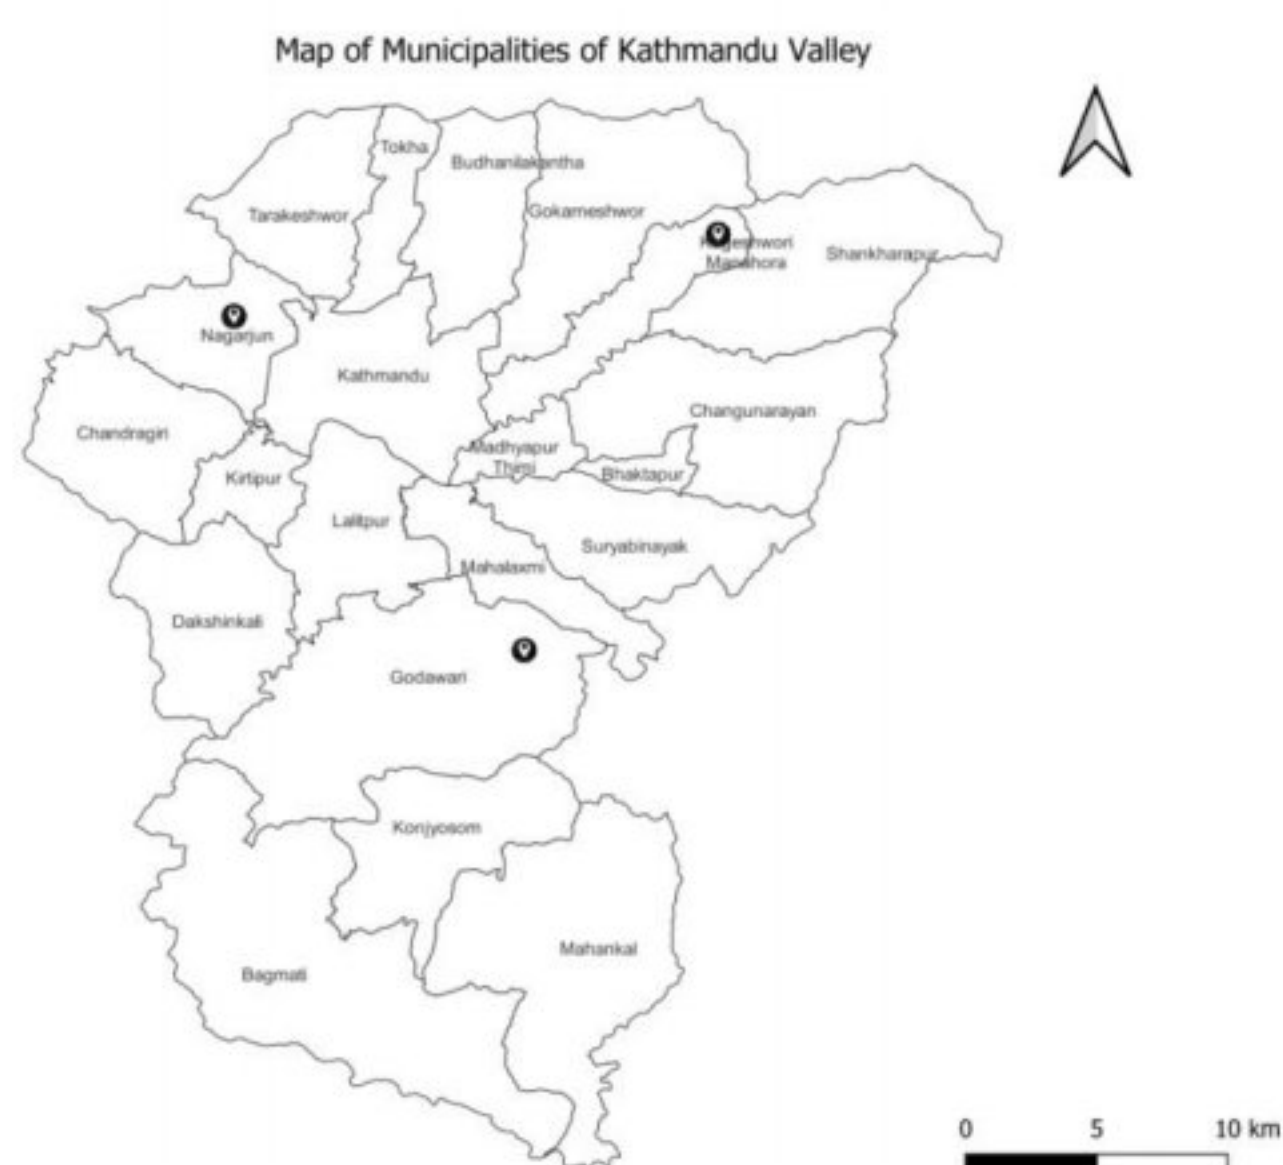 Map of Municipalities of Kathmandu Valley
Tokha
Budhanilakantha
Tarakeshwor
Gokarneshwor
Manahora
Shankharapur
Nagarjun
Kathmandu
Changunarayan
Chandragiri
Madhyapur
Thimi
Bhaktapur
Kirtipur
Lalitpur
Suryabinayak
Mahalaxmi
Dakshinkali
Godawari
Konjyosom
Mahankal
Bagmati
0 5 10 km